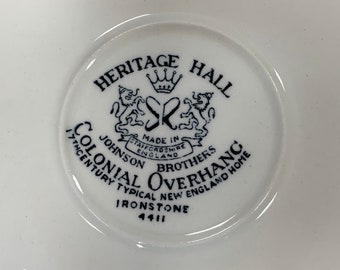 HERITAGE HALL
MADE IN
STAFFORDSHIRE
ENGLAND
JOHNSON BROTHERS
COLONIAL OVERHANG
17TH CENTURY TYPICAL NEW ENGLAND HOME
IRONSTONE
4411